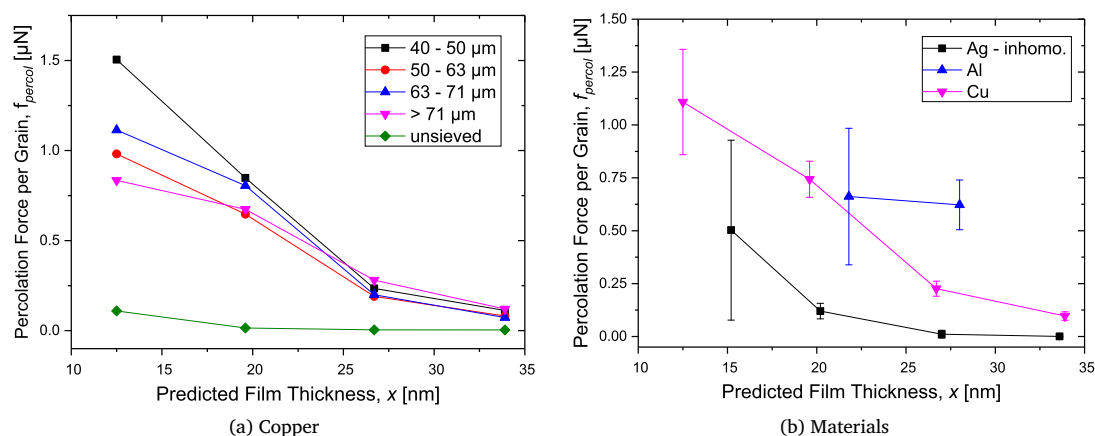 Percolation Force per Grain, f_percol [µN]
1.5
1.0
0.5
0.0
40 - 50 µm
50 - 63 µm
63 - 71 µm
> 71 µm
unsieved
10 15 20 25 30 35
Predicted Film Thickness, x [nm]
(a) Copper
Percolation Force per Grain, f_percol [µN]
1.50
1.25
1.00
0.75
0.50
0.25
0.00
Ag - inhomo.
Al
Cu
10 15 20 25 30 35
Predicted Film Thickness, x [nm]
(b) Materials